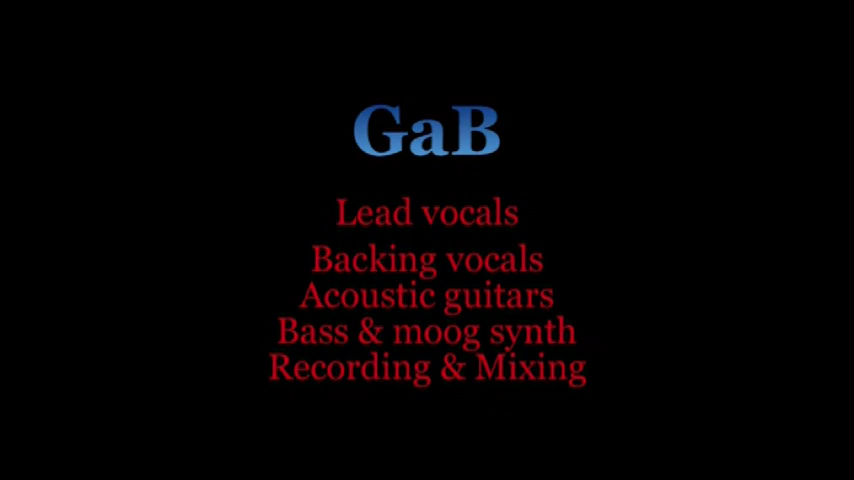 GaB
Lead vocals
Backing vocals
Acoustic guitars
Bass & moog synth
Recording & Mixing